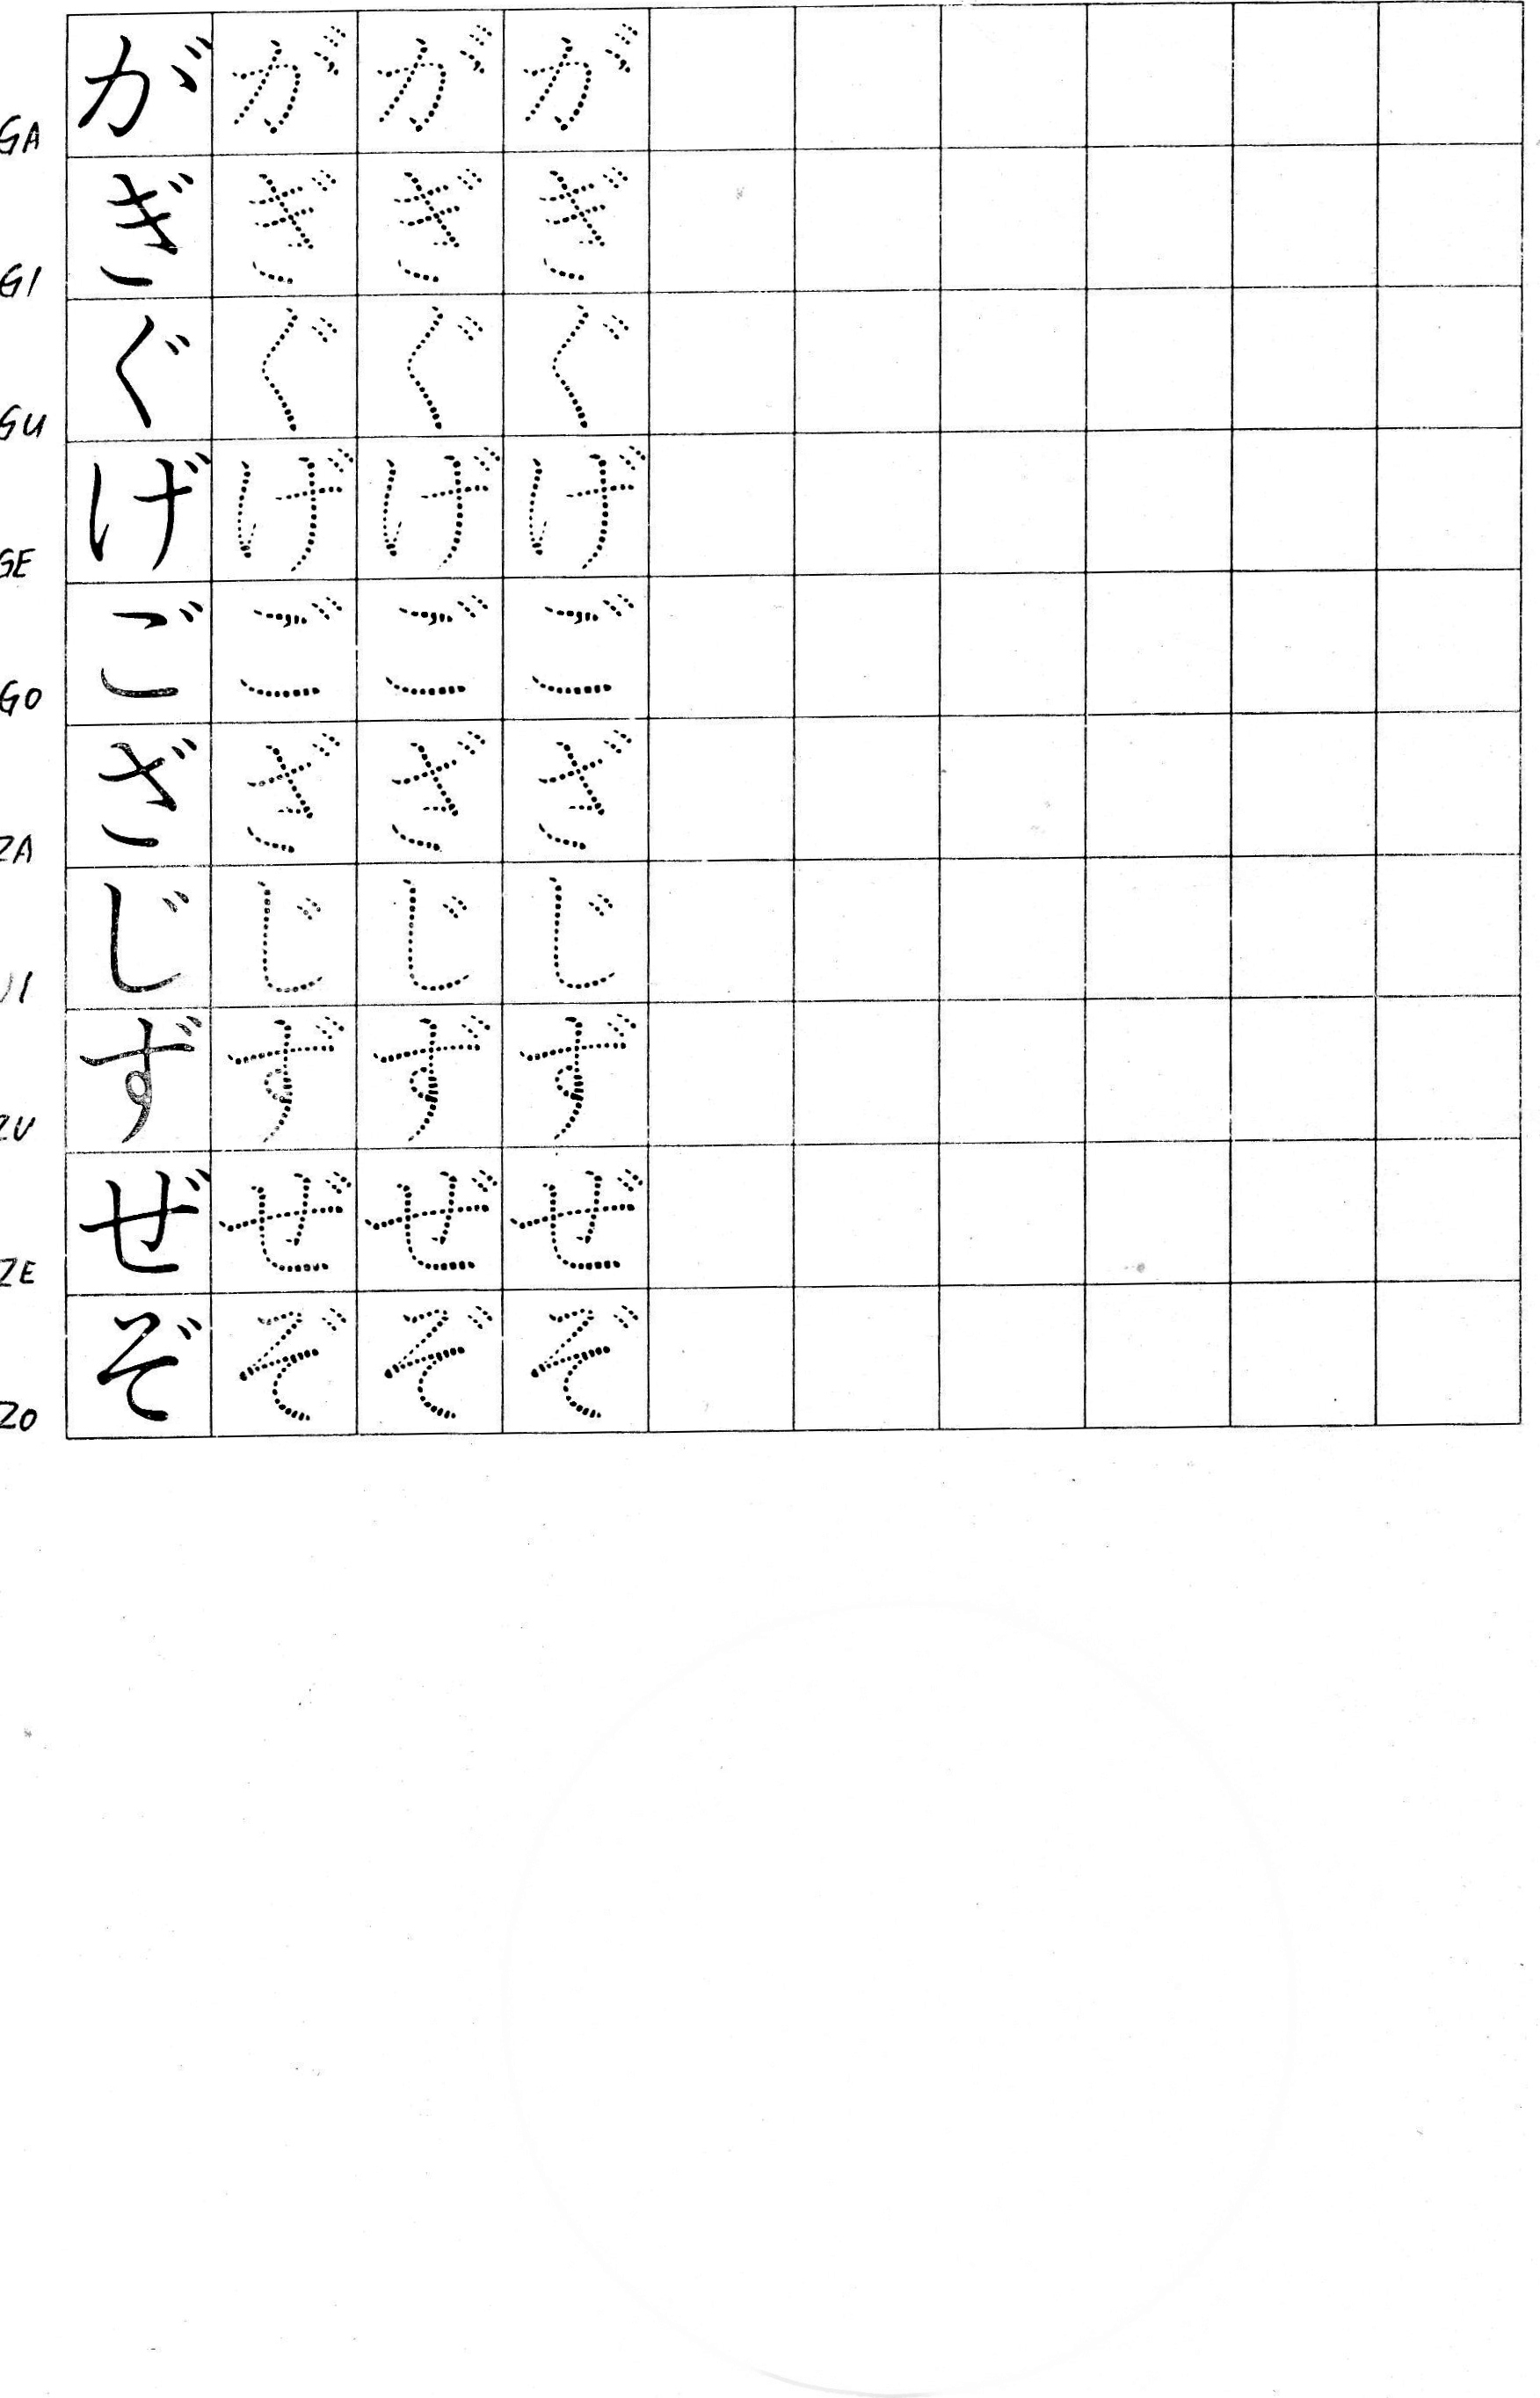 GA が が が が
GI ぎ ぎ ぎ ぎ
GU ぐ ぐ ぐ ぐ
GE げ げ げ げ
GO ご ご ご ご
ZA ざ ざ ざ ざ
JI じ じ じ じ
ZU ず ず ず ず
ZE ぜ ぜ ぜ ぜ
ZO ぞ ぞ ぞ ぞ